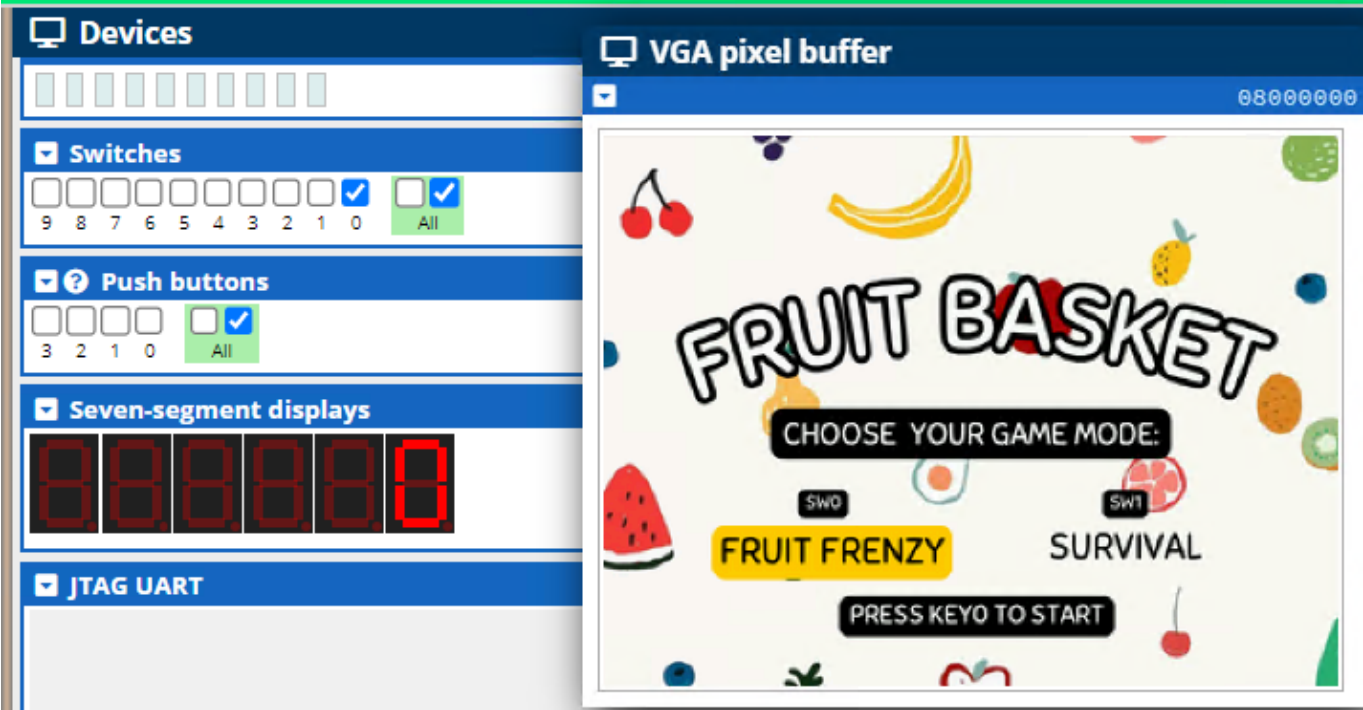 Devices
Switches
9 8 7 6 5 4 3 2 1 0 All
? Push buttons
3 2 1 0 All
Seven-segment displays
0
JTAG UART
VGA pixel buffer
08000000
FRUIT BASKET
CHOOSE YOUR GAME MODE:
SW0 SW1
FRUIT FRENZY SURVIVAL
PRESS KEY0 TO START